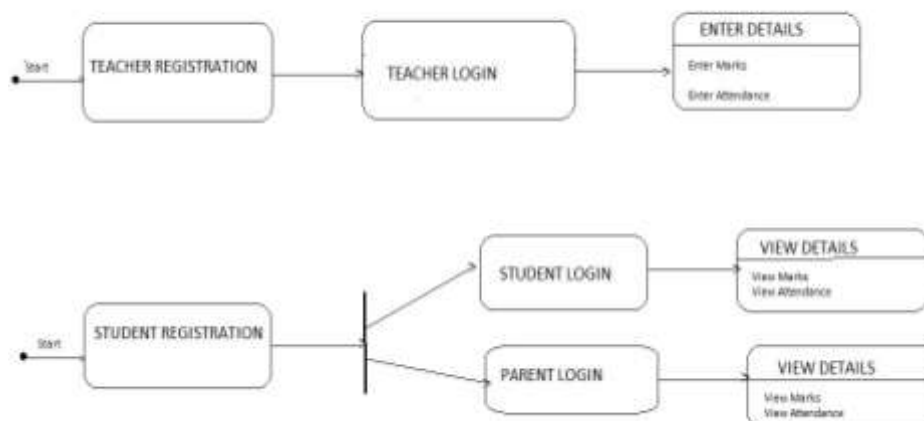 Start
TEACHER REGISTRATION
TEACHER LOGIN
ENTER DETAILS
Enter Marks
Enter Attendance
Start
STUDENT REGISTRATION
STUDENT LOGIN
VIEW DETAILS
View Marks
View Attendance
PARENT LOGIN
VIEW DETAILS
View Marks
View Attendance